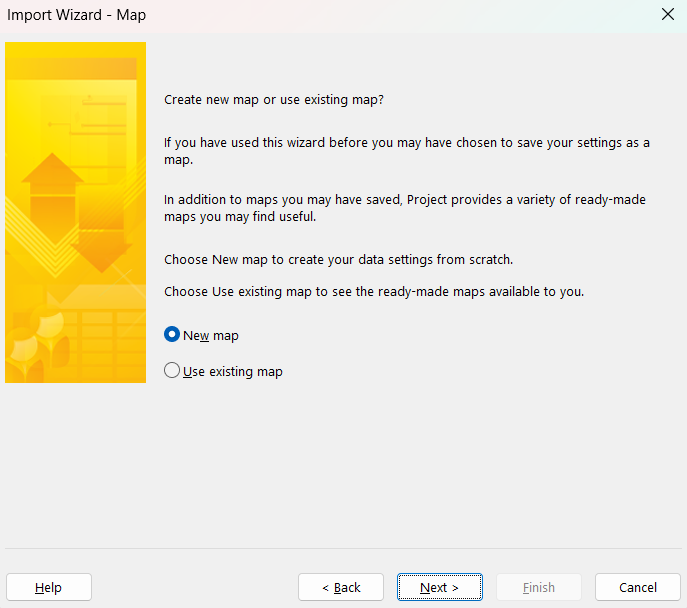 Import Wizard - Map
Create new map or use existing map?
If you have used this wizard before you may have chosen to save your settings as a
map.
In addition to maps you may have saved, Project provides a variety of ready-made
maps you may find useful.
Choose New map to create your data settings from scratch.
Choose Use existing map to see the ready-made maps available to you.
New map
Use existing map
Help
< Back
Next >
Finish
Cancel